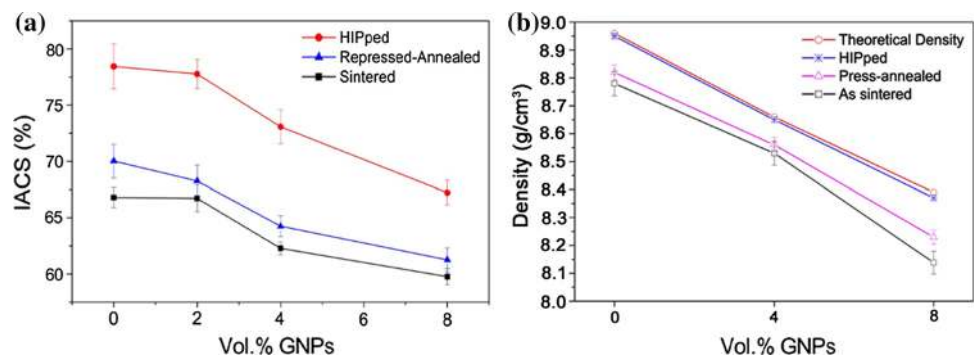 (a)
HIPped
Repressed-Annealed
Sintered
IACS (%)
80
75
70
65
60
0
2
4
6
8
Vol.% GNPs
(b)
Theoretical Density
HIPped
Press-annealed
As sintered
Density (g/cm³)
9.0
8.9
8.8
8.7
8.6
8.5
8.4
8.3
8.2
8.1
8.0
0
4
8
Vol.% GNPs